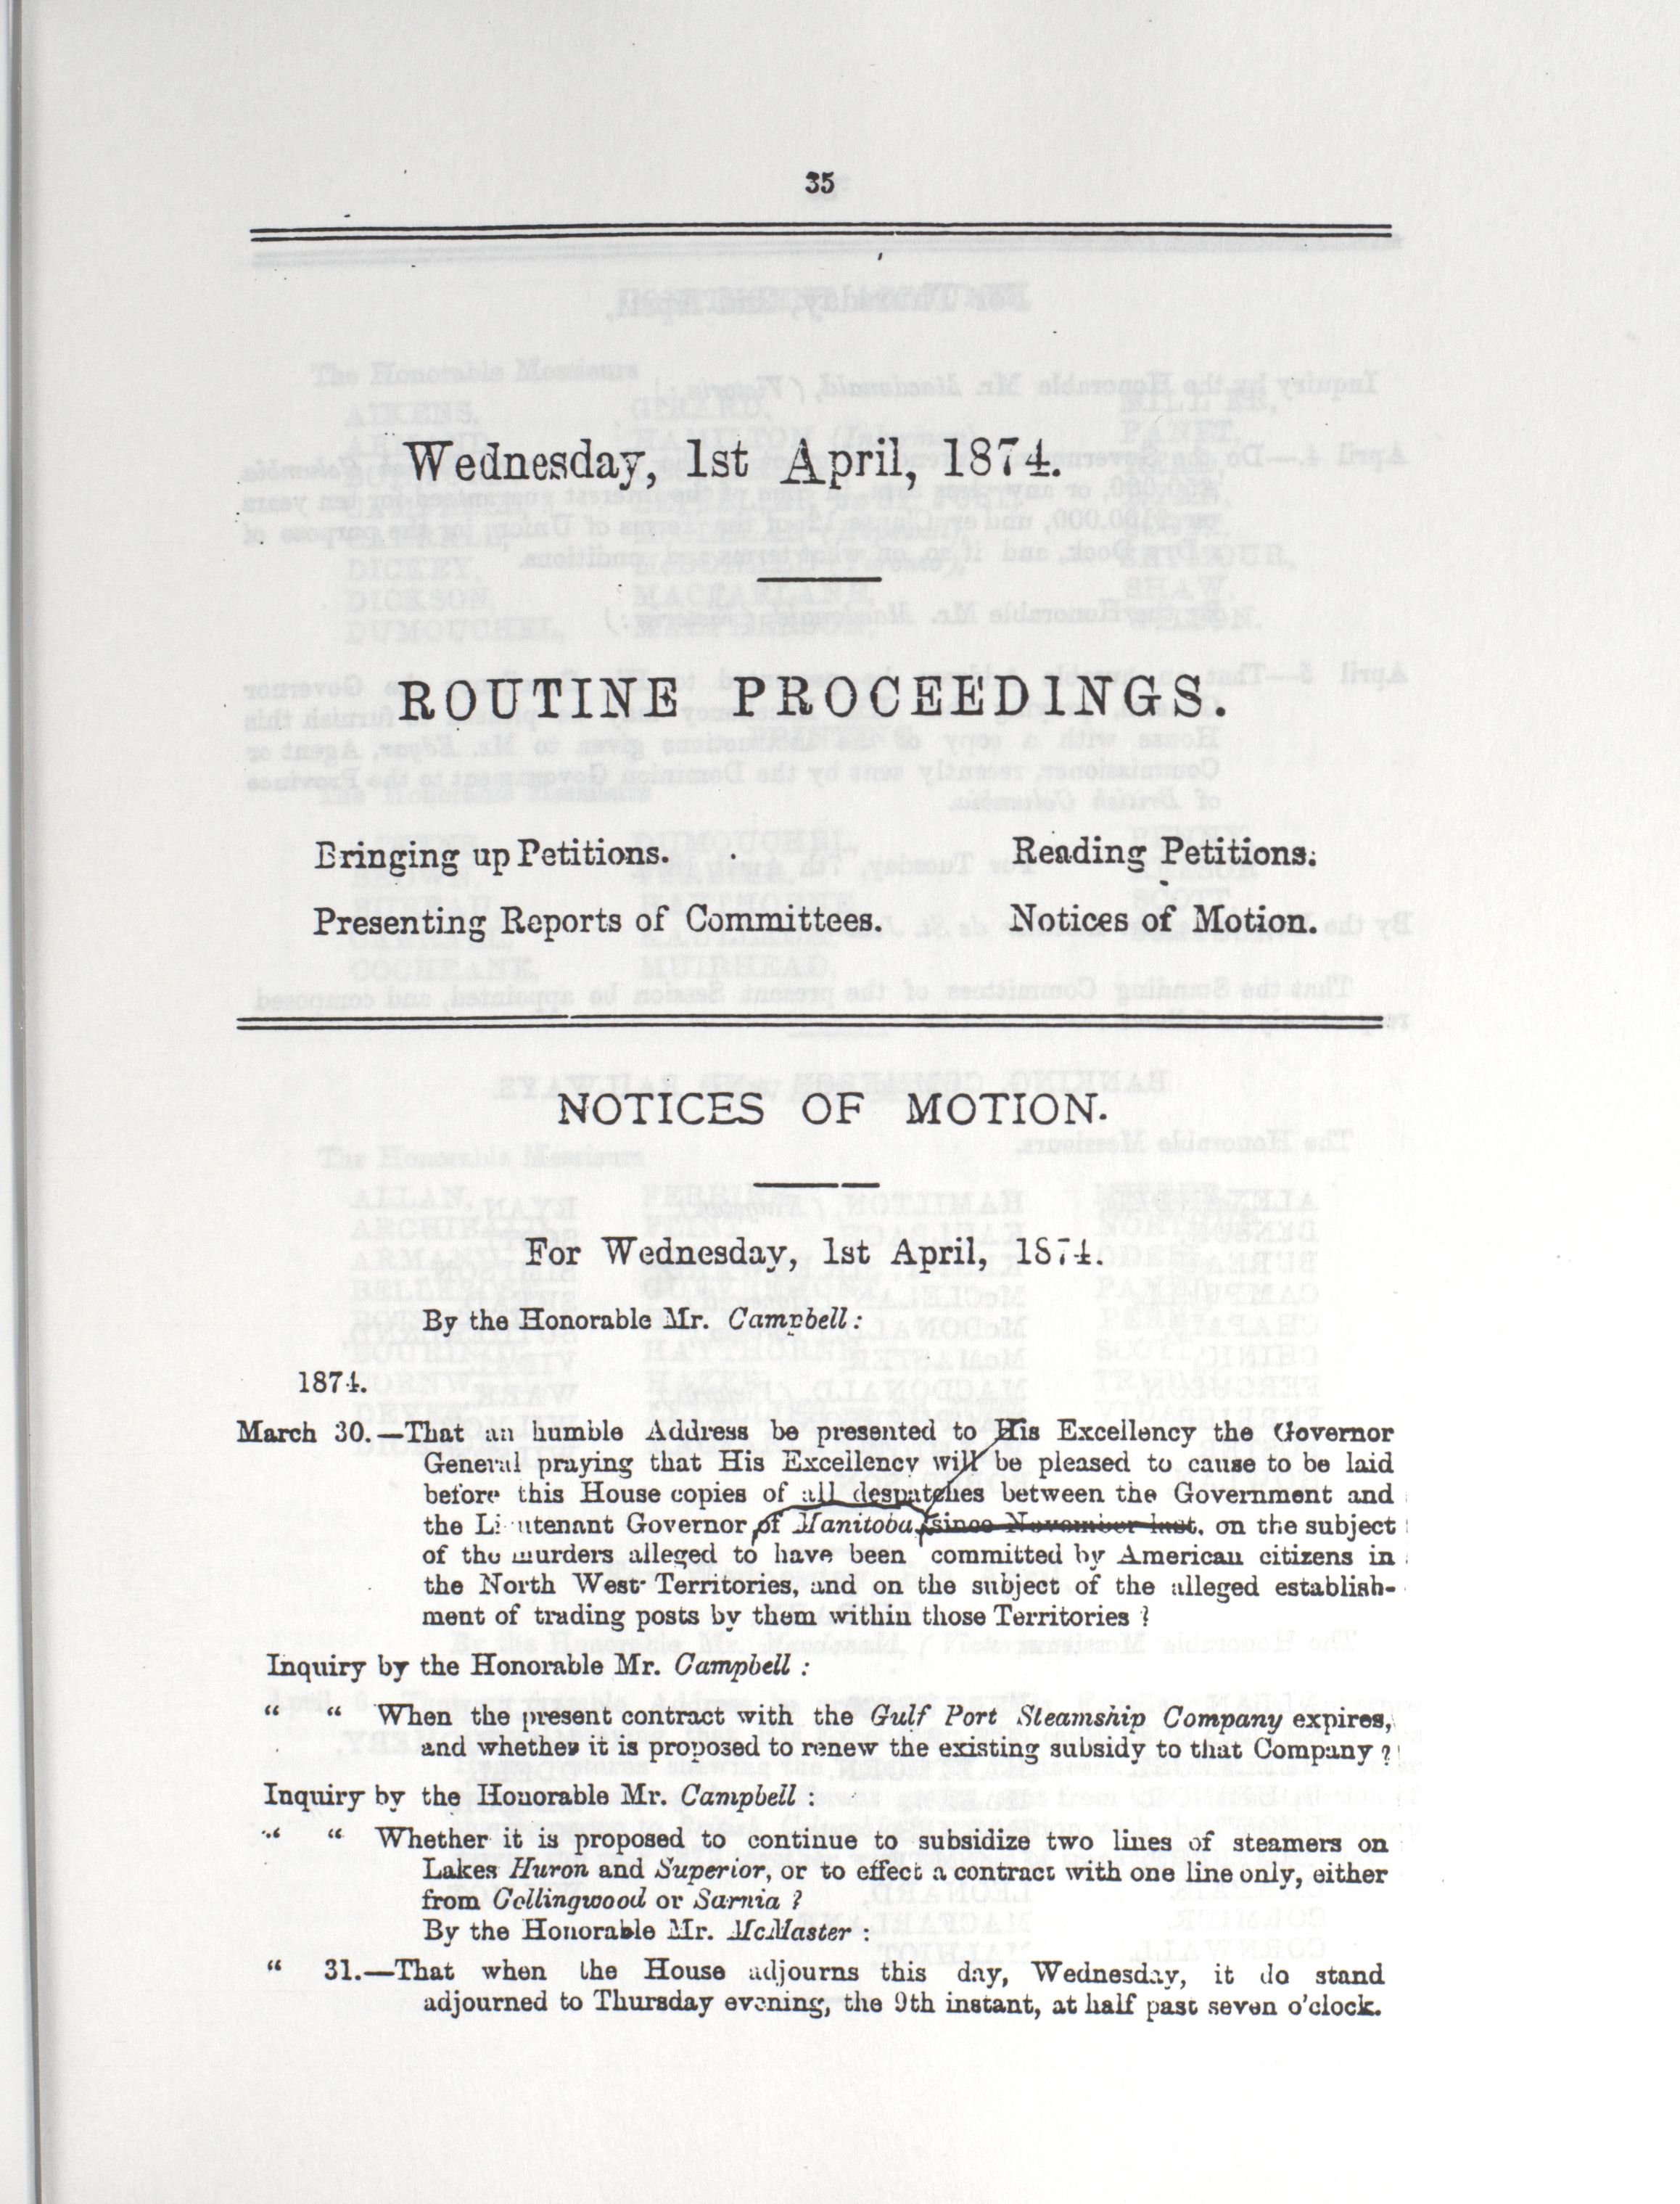 35
Wednesday, 1st April, 1874.
ROUTINE PROCEEDINGS.
Bringing up Petitions. Reading Petitions.
Presenting Reports of Committees. Notices of Motion.
NOTICES OF MOTION.
For Wednesday, 1st April, 1874.
By the Honorable Mr. Campbell:
1874.
March 30.—That an humble Address be presented to His Excellency the Governor
General praying that His Excellency will be pleased to cause to be laid
before this House copies of all despatches between the Government and
the Lieutenant Governor of Manitoba, since November last, on the subject
of the murders alleged to have been committed by American citizens in
the North West Territories, and on the subject of the alleged establish-
ment of trading posts by them within those Territories?
Inquiry by the Honorable Mr. Campbell:
" " When the present contract with the Gulf Port Steamship Company expires,
and whether it is proposed to renew the existing subsidy to that Company?
Inquiry by the Honorable Mr. Campbell:
" " Whether it is proposed to continue to subsidize two lines of steamers on
Lakes Huron and Superior, or to effect a contract with one line only, either
from Collingwood or Sarnia?
By the Honorable Mr. McMaster:
" 31.—That when the House adjourns this day, Wednesday, it do stand
adjourned to Thursday evening, the 9th instant, at half past seven o'clock.